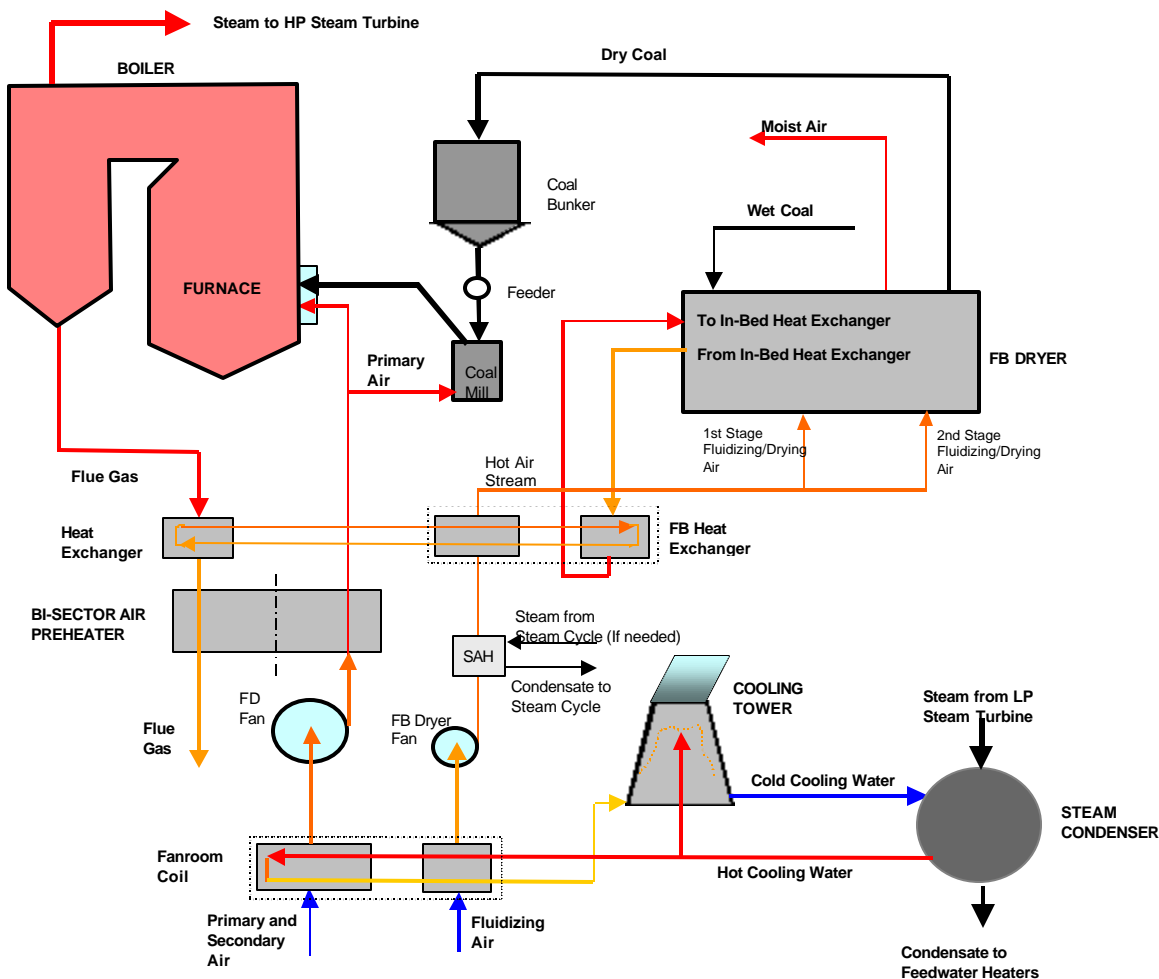 Steam to HP Steam Turbine
BOILER
Dry Coal
Moist Air
Coal
Bunker
Wet Coal
FURNACE
Feeder
To In-Bed Heat Exchanger
From In-Bed Heat Exchanger
FB DRYER
Primary
Air
Coal
Mill
1st Stage
Fluidizing/Drying
Air
2nd Stage
Fluidizing/Drying
Air
Flue Gas
Hot Air
Stream
Heat
Exchanger
FB Heat
Exchanger
BI-SECTOR AIR
PREHEATER
Steam from
Steam Cycle (If needed)
SAH
Condensate to
Steam Cycle
FD
Fan
FB Dryer
Fan
COOLING
TOWER
Steam from LP
Steam Turbine
Flue
Gas
Cold Cooling Water
STEAM
CONDENSER
Fanroom
Coil
Hot Cooling Water
Primary and
Secondary
Air
Fluidizing
Air
Condensate to
Feedwater Heaters